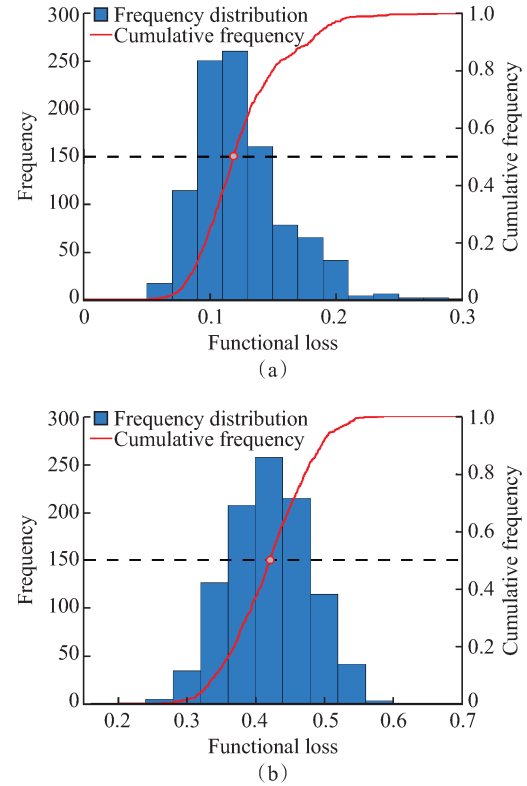 300
250
200
150
100
50
0
Frequency
Frequency distribution
Cumulative frequency
1.0
0.8
0.6
0.4
0.2
0
Cumulative frequency
0 0.1 0.2 0.3
Functional loss
(a)
300
250
200
150
100
50
0
Frequency
Frequency distribution
Cumulative frequency
1.0
0.8
0.6
0.4
0.2
0
Cumulative frequency
0.2 0.3 0.4 0.5 0.6 0.7
Functional loss
(b)